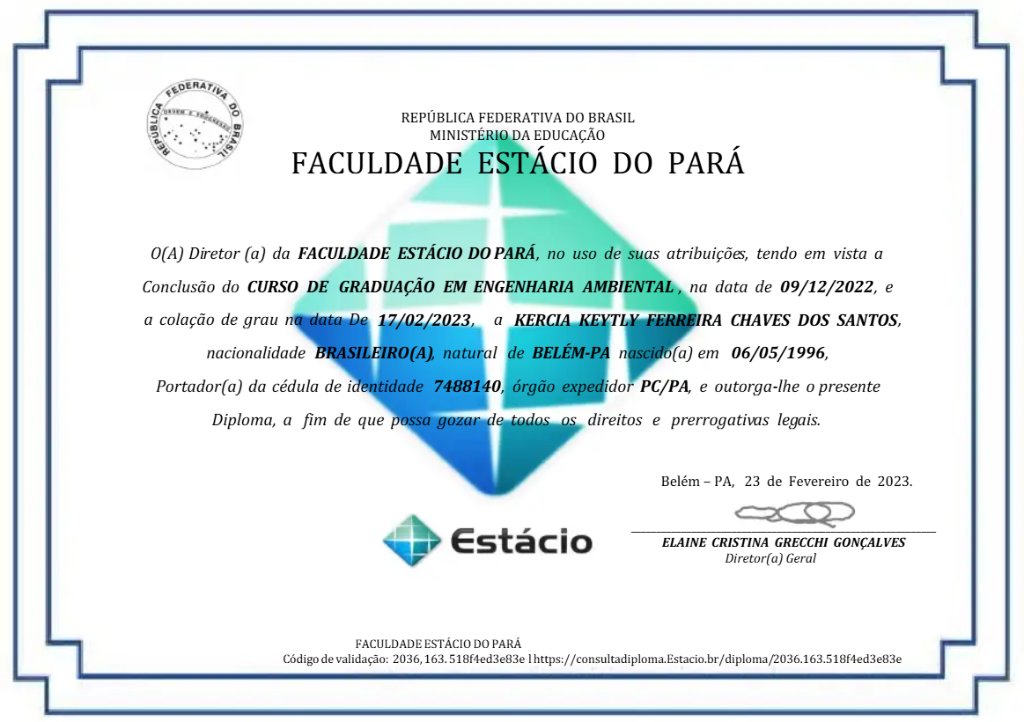 REPÚBLICA FEDERATIVA DO BRASIL
ORDEM E PROGRESSO
REPÚBLICA FEDERATIVA DO BRASIL
MINISTÉRIO DA EDUCAÇÃO
FACULDADE ESTÁCIO DO PARÁ
O(A) Diretor (a) da FACULDADE ESTÁCIO DO PARÁ, no uso de suas atribuições, tendo em vista a
Conclusão do CURSO DE GRADUAÇÃO EM ENGENHARIA AMBIENTAL , na data de 09/12/2022, e
a colação de grau na data De 17/02/2023, a KERCIA KEYTLY FERREIRA CHAVES DOS SANTOS,
nacionalidade BRASILEIRO(A), natural de BELÉM-PA nascido(a) em 06/05/1996,
Portador(a) da cédula de identidade 7488140, órgão expedidor PC/PA, e outorga-lhe o presente
Diploma, a fim de que possa gozar de todos os direitos e prerrogativas legais.
Belém – PA, 23 de Fevereiro de 2023.
Estácio
ELAINE CRISTINA GRECCHI GONÇALVES
Diretor(a) Geral
FACULDADE ESTÁCIO DO PARÁ
Código de validação: 2036, 163. 518f4ed3e83e l https://consultadiploma.Estacio.br/diploma/2036.163.518f4ed3e83e